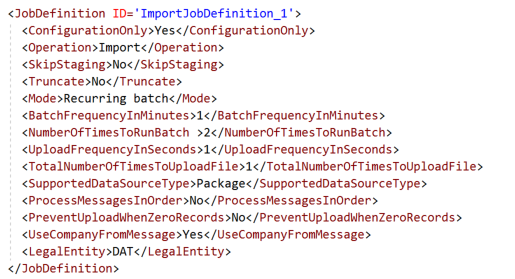 <JobDefinition ID='ImportJobDefinition_1'>
<ConfigurationOnly>Yes</ConfigurationOnly>
<Operation>Import</Operation>
<SkipStaging>No</SkipStaging>
<Truncate>No</Truncate>
<Mode>Recurring batch</Mode>
<BatchFrequencyInMinutes>1</BatchFrequencyInMinutes>
<NumberOfTimesToRunBatch >2</NumberOfTimesToRunBatch>
<UploadFrequencyInSeconds>1</UploadFrequencyInSeconds>
<TotalNumberOfTimesToUploadFile>1</TotalNumberOfTimesToUploadFile>
<SupportedDataSourceType>Package</SupportedDataSourceType>
<ProcessMessagesInOrder>No</ProcessMessagesInOrder>
<PreventUploadWhenZeroRecords>No</PreventUploadWhenZeroRecords>
<UseCompanyFromMessage>Yes</UseCompanyFromMessage>
<LegalEntity>DAT</LegalEntity>
</JobDefinition>